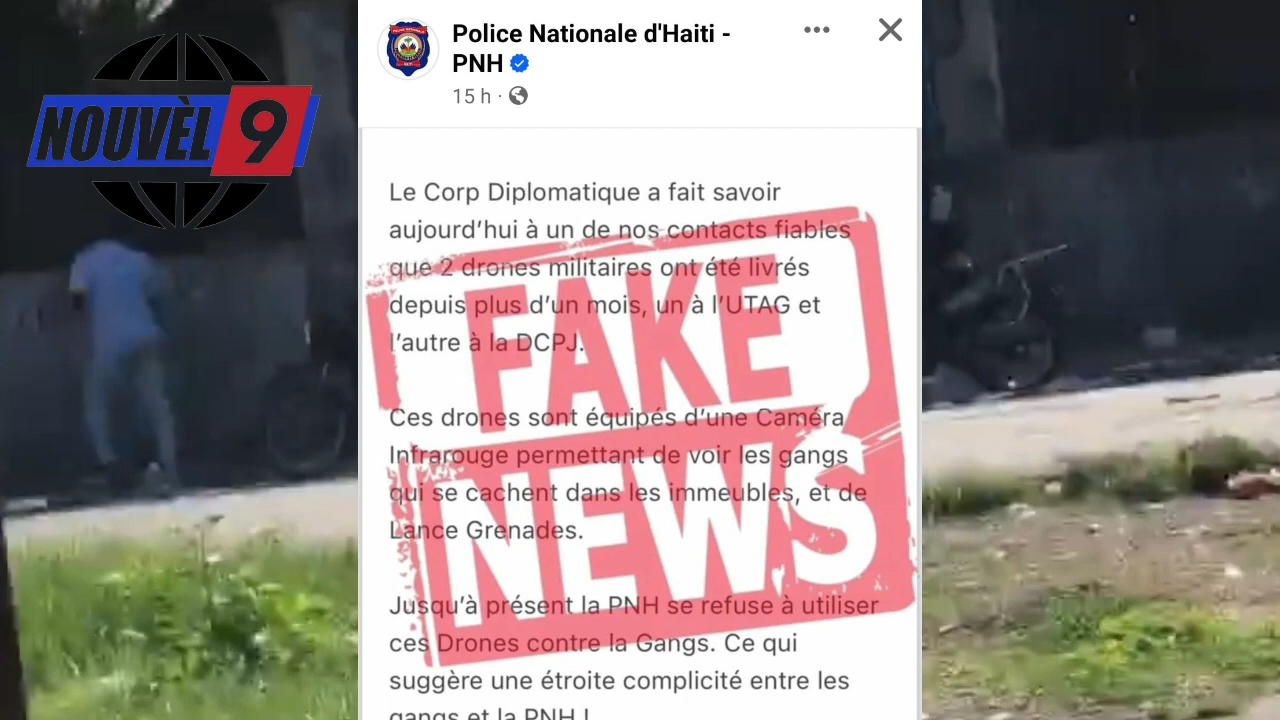 NOUVÈL 9
Police Nationale d'Haiti -
PNH
15 h ·
Le Corp Diplomatique a fait savoir
aujourd'hui à un de nos contacts fiables
que 2 drones militaires ont été livrés
depuis plus d'un mois, un à l'UTAG et
l'autre à la DCPJ.
Ces drones sont équipés d'une Caméra
Infrarouge permettant de voir les gangs
qui se cachent dans les immeubles, et de
Lance Grenades.
Jusqu'à présent la PNH se refuse à utiliser
ces Drones contre la Gangs. Ce qui
suggère une étroite complicité entre les
gangs et la PNH !
FAKE
NEWS